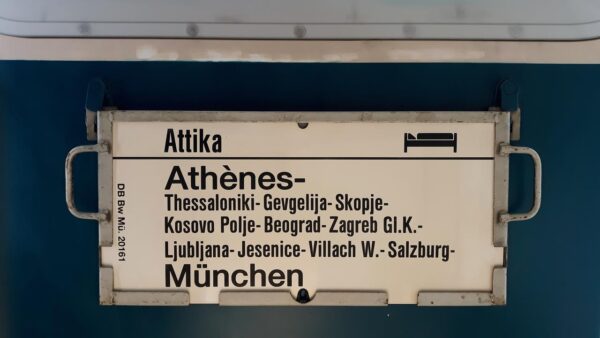 Attika
Athènes-
Thessaloniki- Gevgelija- Skopje-
Kosovo Polje- Beograd- Zagreb Gl.K.-
Ljubljana- Jesenice- Villach W.- Salzburg-
München
DB Bw Mü. 20161